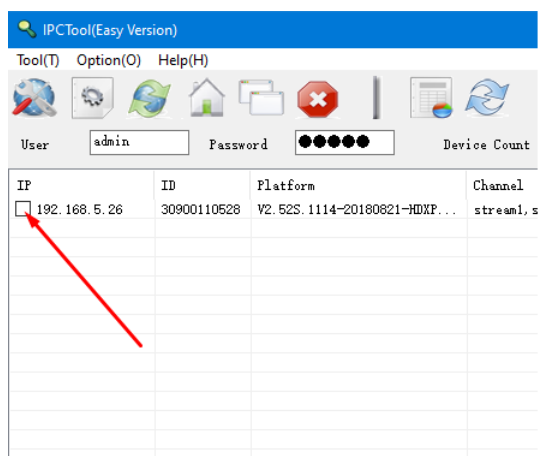 IPCTool(Easy Version)
Tool(T) Option(O) Help(H)
User admin Password ●●●●● Device Count
IP ID Platform Channel
192.168.5.26 30900110528 V2.52S.1114-20180821-HDXP... stream1, s